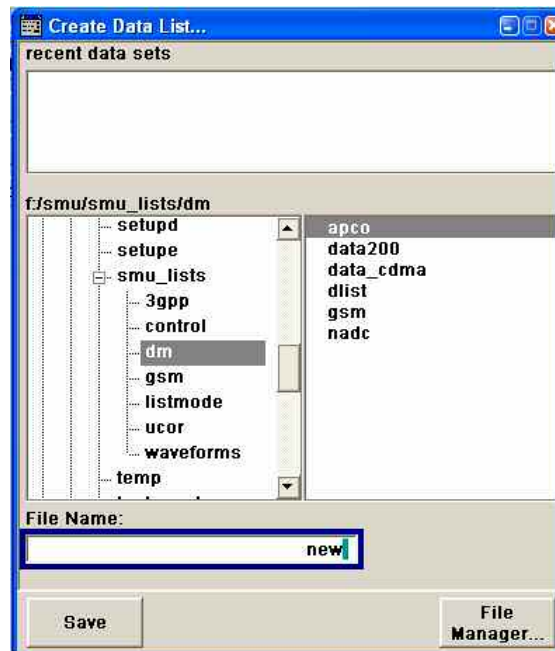 Create Data List...
recent data sets
f:/smu/smu_lists/dm
setupd
setupe
smu_lists
3gpp
control
dm
gsm
listmode
ucor
waveforms
temp
apco
data200
data_cdma
dlist
gsm
nadc
File Name:
new
Save
File
Manager...